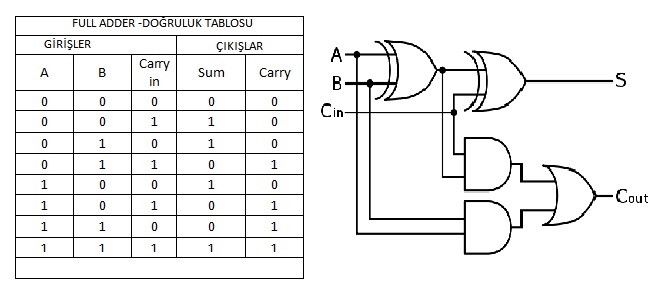 FULL ADDER -DOĞRULUK TABLOSU
GİRİŞLER ÇIKIŞLAR
A B Carry in Sum Carry
0 0 0 0 0
0 0 1 1 0
0 1 0 1 0
0 1 1 0 1
1 0 0 1 0
1 0 1 0 1
1 1 0 0 1
1 1 1 1 1
A
B
Cin
S
Cout